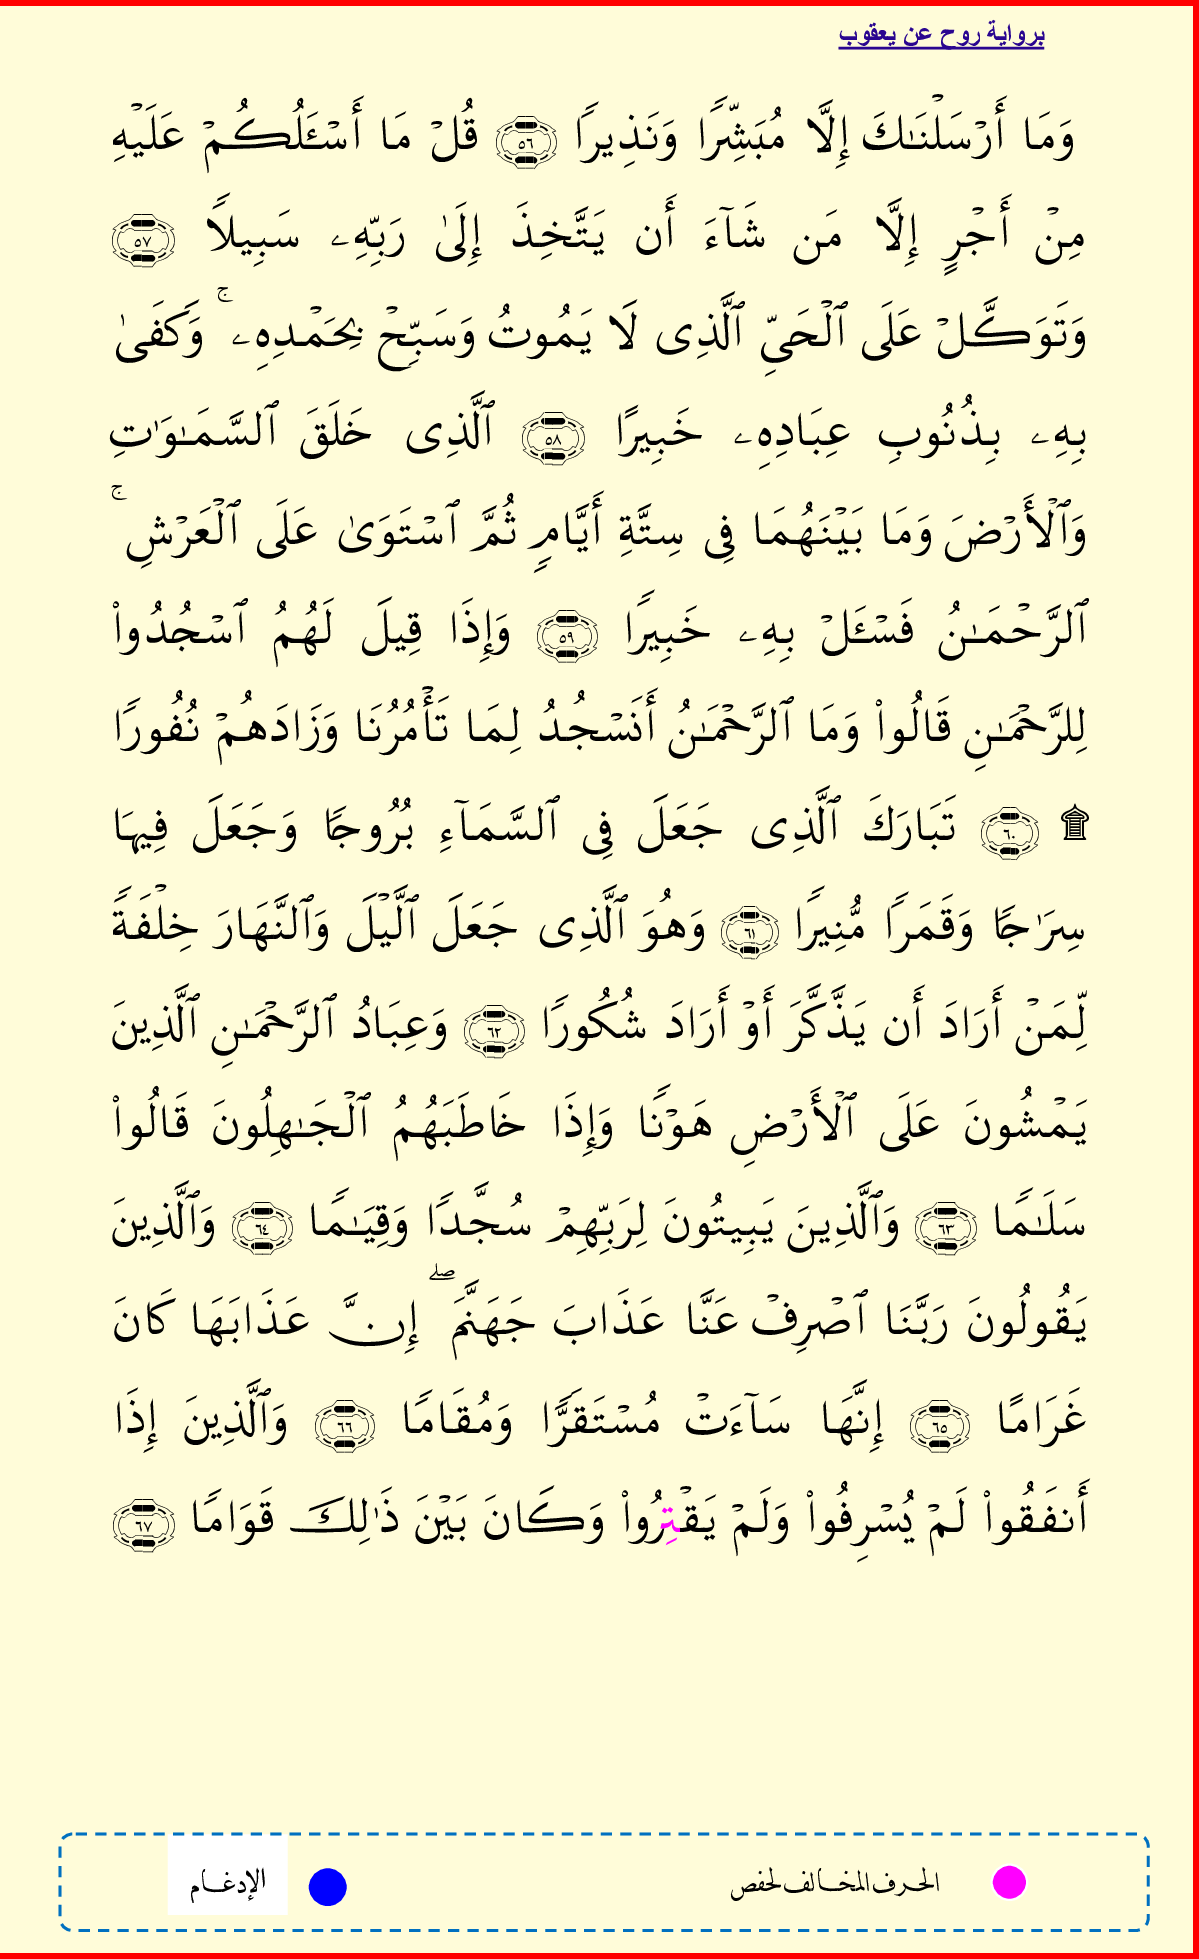 برواية روح عن يعقوب
وَمَا أَرْسَلْنَـٰكَ إِلَّا مُبَشِّرًا وَنَذِيرًا ٥٦ قُلْ مَا أَسْـَٔلُكُمْ عَلَيْهِ
مِنْ أَجْرٍ إِلَّا مَن شَآءَ أَن يَتَّخِذَ إِلَىٰ رَبِّهِۦ سَبِيلًا ٥٧
وَتَوَكَّلْ عَلَى ٱلْحَىِّ ٱلَّذِى لَا يَمُوتُ وَسَبِّحْ بِحَمْدِهِۦ ۚ وَكَفَىٰ
بِهِۦ بِذُنُوبِ عِبَادِهِۦ خَبِيرًا ٥٨ ٱلَّذِى خَلَقَ ٱلسَّمَـٰوَٰتِ
وَٱلْأَرْضَ وَمَا بَيْنَهُمَا فِى سِتَّةِ أَيَّامٍ ثُمَّ ٱسْتَوَىٰ عَلَى ٱلْعَرْشِ ۚ
ٱلرَّحْمَـٰنُ فَسْـَٔلْ بِهِۦ خَبِيرًا ٥٩ وَإِذَا قِيلَ لَهُمُ ٱسْجُدُوا۟
لِلرَّحْمَـٰنِ قَالُوا۟ وَمَا ٱلرَّحْمَـٰنُ أَنَسْجُدُ لِمَا تَأْمُرُنَا وَزَادَهُمْ نُفُورًا
۩ ٦٠ تَبَارَكَ ٱلَّذِى جَعَلَ فِى ٱلسَّمَآءِ بُرُوجًا وَجَعَلَ فِيهَا
سِرَٰجًا وَقَمَرًا مُّنِيرًا ٦١ وَهُوَ ٱلَّذِى جَعَلَ ٱلَّيْلَ وَٱلنَّهَارَ خِلْفَةً
لِّمَنْ أَرَادَ أَن يَذَّكَّرَ أَوْ أَرَادَ شُكُورًا ٦٢ وَعِبَادُ ٱلرَّحْمَـٰنِ ٱلَّذِينَ
يَمْشُونَ عَلَى ٱلْأَرْضِ هَوْنًا وَإِذَا خَاطَبَهُمُ ٱلْجَـٰهِلُونَ قَالُوا۟
سَلَـٰمًا ٦٣ وَٱلَّذِينَ يَبِيتُونَ لِرَبِّهِمْ سُجَّدًا وَقِيَـٰمًا ٦٤ وَٱلَّذِينَ
يَقُولُونَ رَبَّنَا ٱصْرِفْ عَنَّا عَذَابَ جَهَنَّمَ ۖ إِنَّ عَذَابَهَا كَانَ
غَرَامًا ٦٥ إِنَّهَا سَآءَتْ مُسْتَقَرًّا وَمُقَامًا ٦٦ وَٱلَّذِينَ إِذَا
أَنفَقُوا۟ لَمْ يُسْرِفُوا۟ وَلَمْ يَقْتِرُوا۟ وَكَانَ بَيْنَ ذَٰلِكَ قَوَامًا ٦٧
الحرف المخالف لحفص
الإدغام